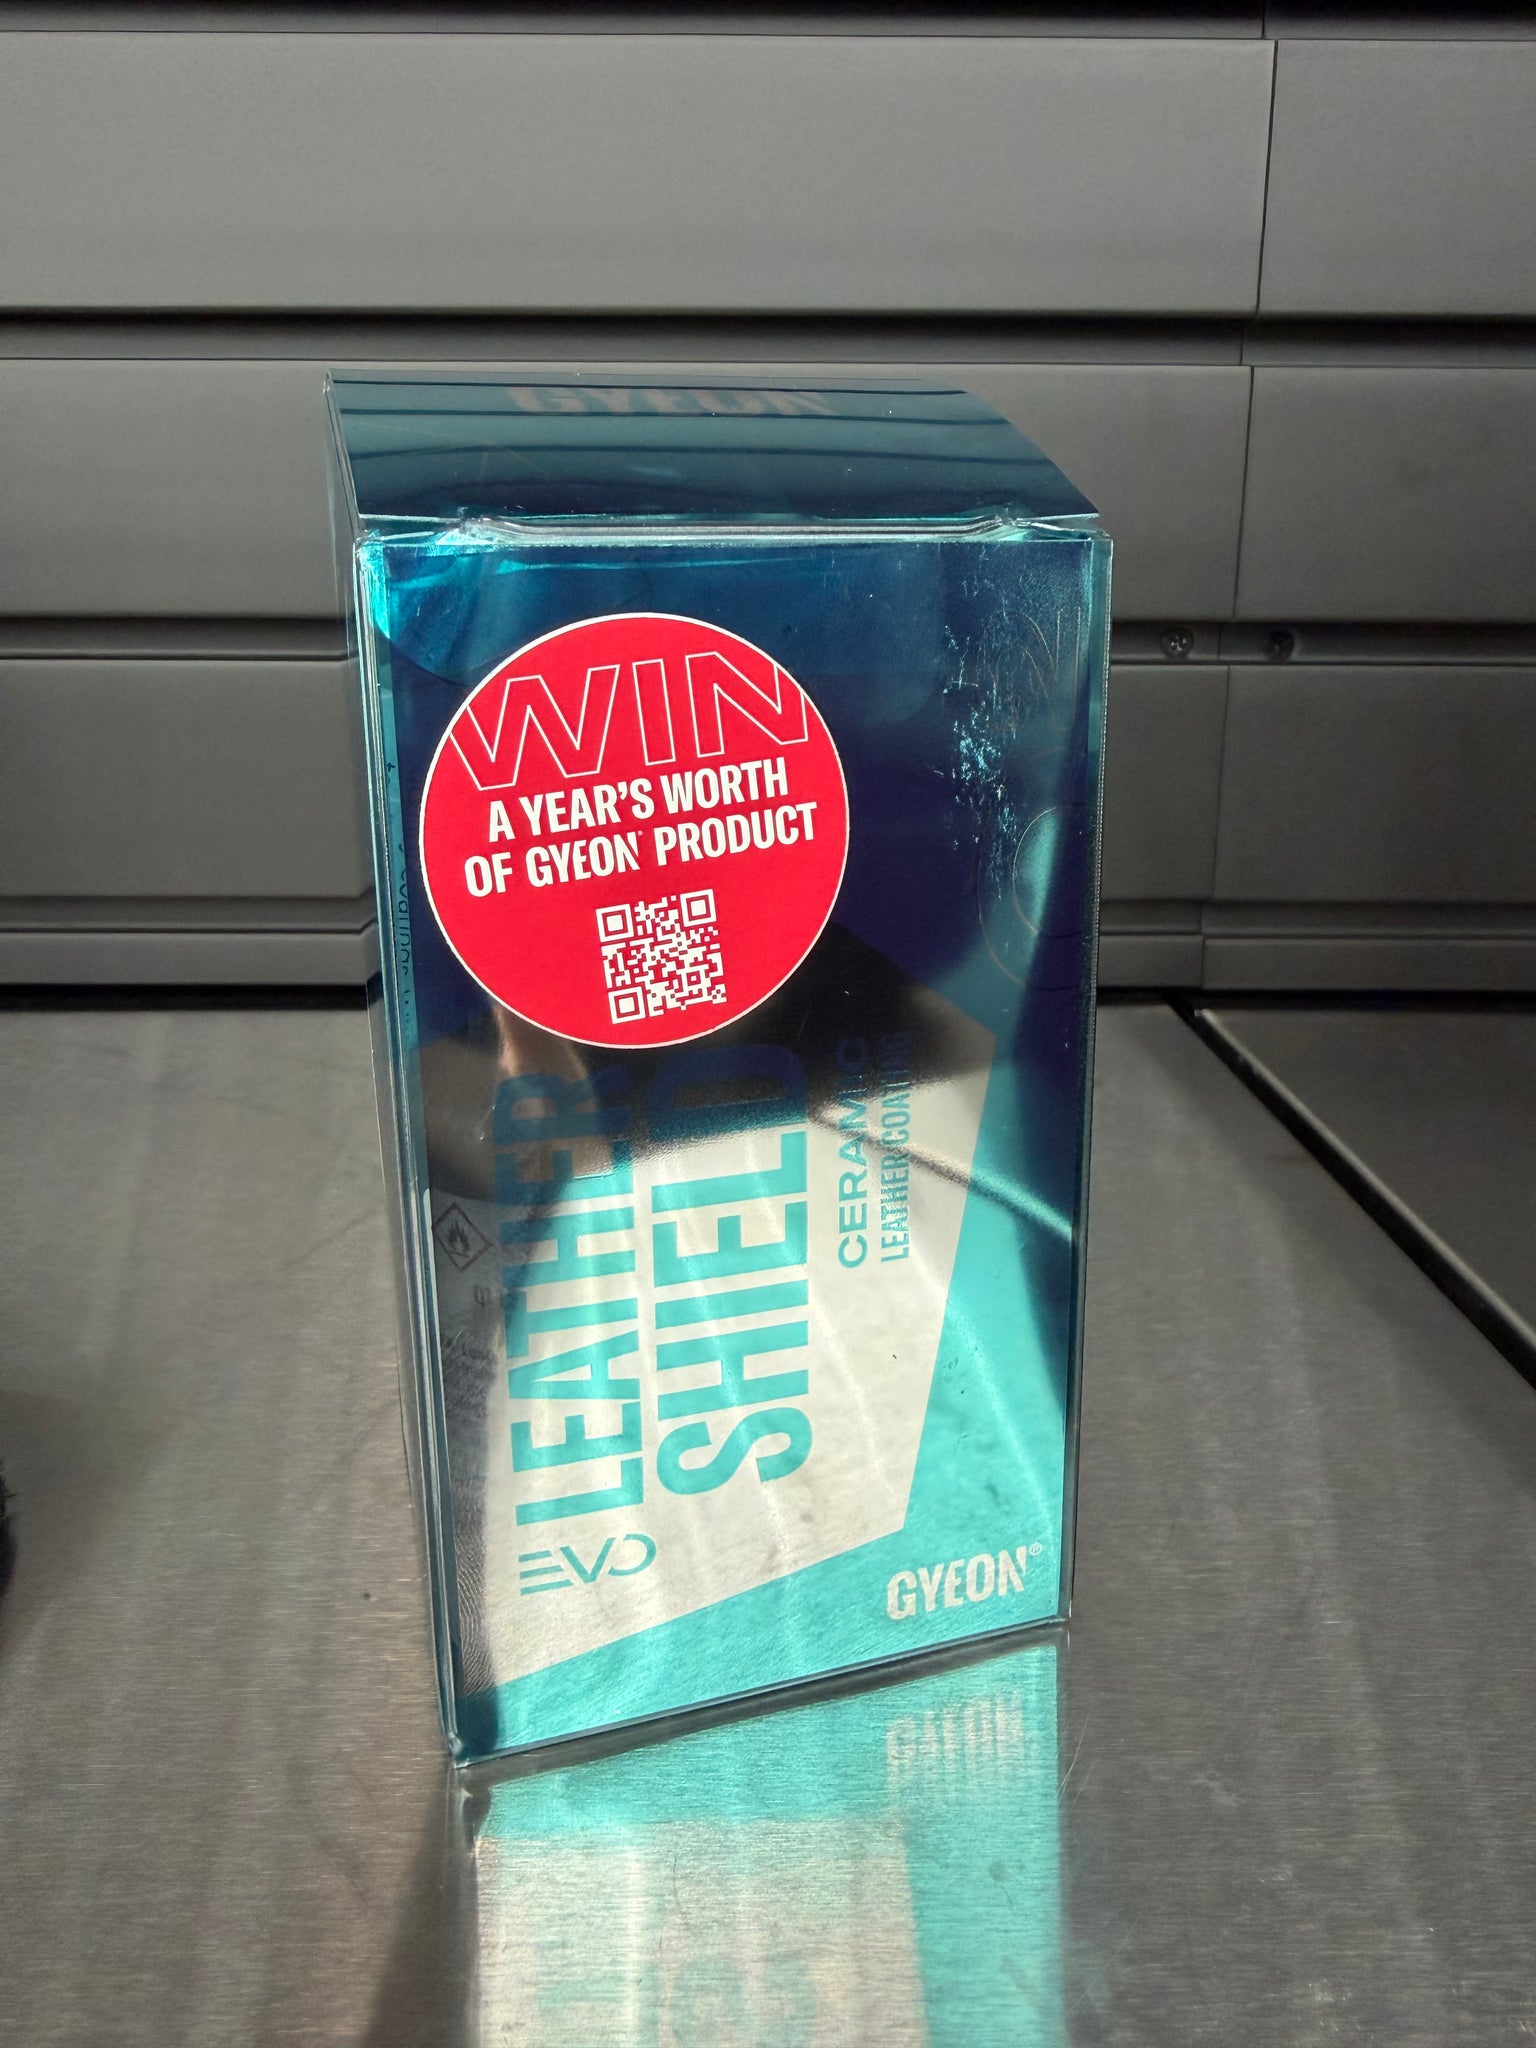 GYEON
WIN
A YEAR'S WORTH
OF GYEON® PRODUCT
EVO
LEATHER
SHIELD
CERAMIC
LEATHER COATING
GYEON®